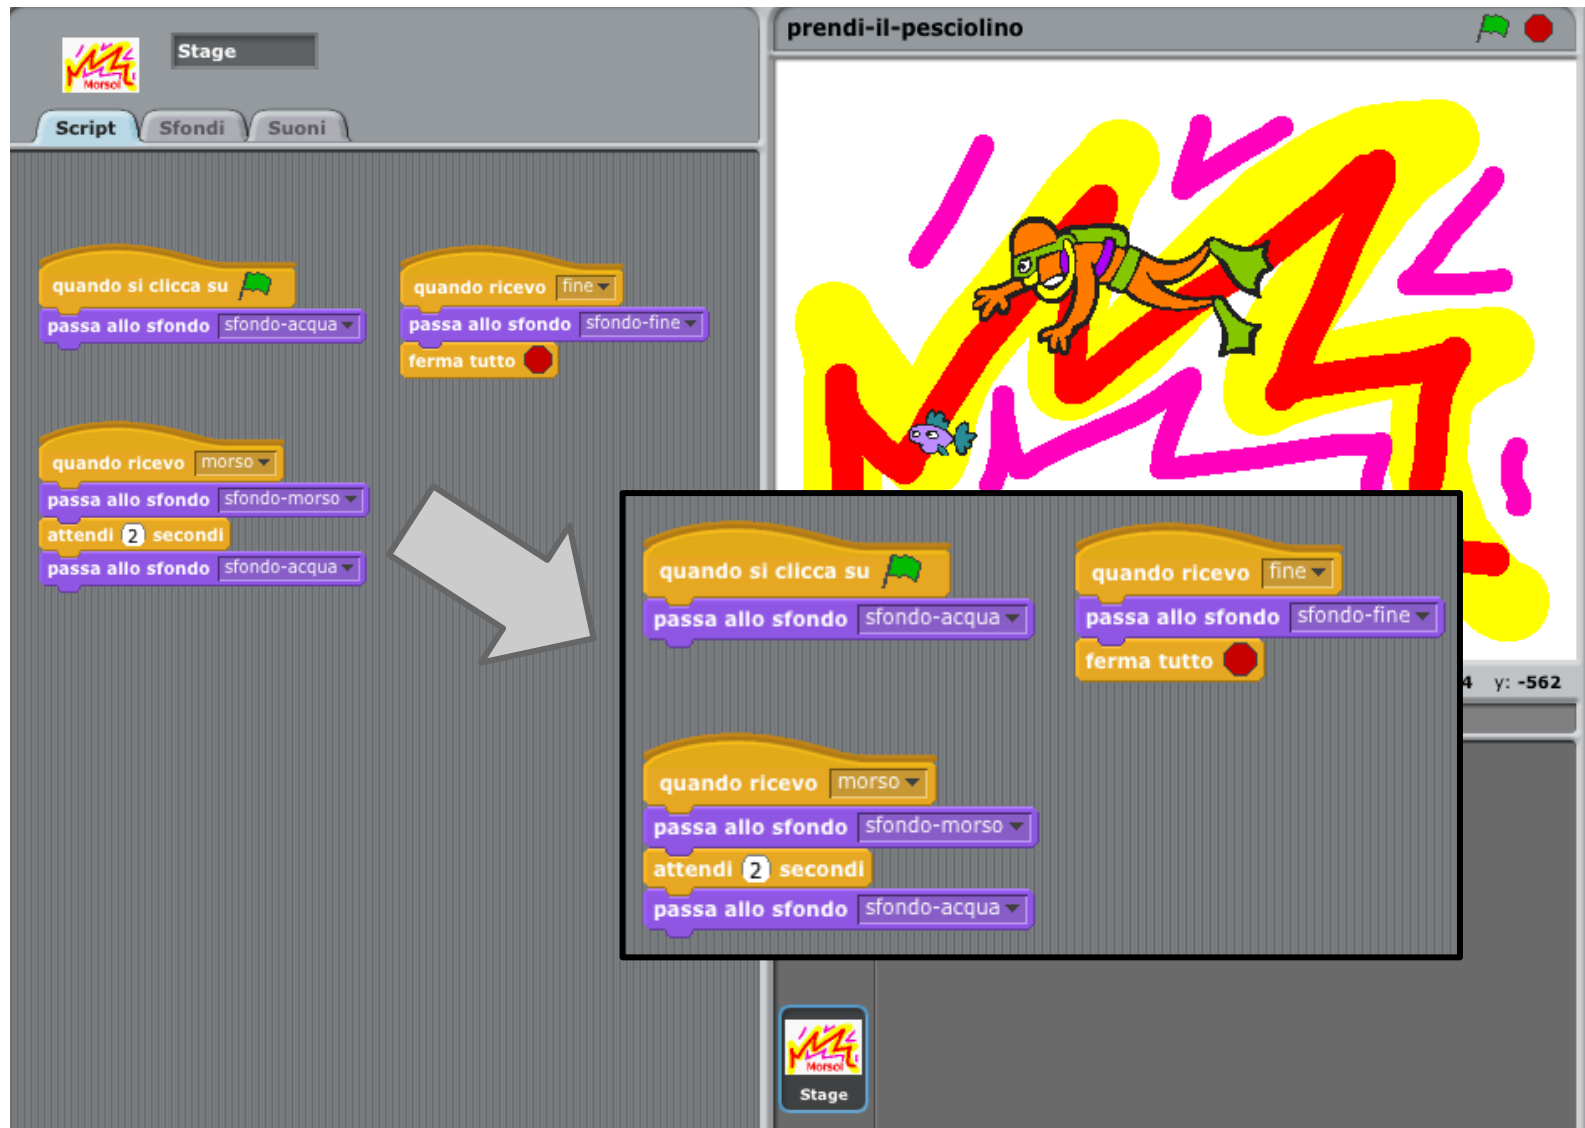 Morso!
Stage
Script Sfondi Suoni
quando si clicca su
passa allo sfondo sfondo-acqua
quando ricevo fine
passa allo sfondo sfondo-fine
ferma tutto
quando ricevo morso
passa allo sfondo sfondo-morso
attendi 2 secondi
passa allo sfondo sfondo-acqua
prendi-il-pesciolino
quando si clicca su
passa allo sfondo sfondo-acqua
quando ricevo fine
passa allo sfondo sfondo-fine
ferma tutto
quando ricevo morso
passa allo sfondo sfondo-morso
attendi 2 secondi
passa allo sfondo sfondo-acqua
4 y: -562
Morso!
Stage